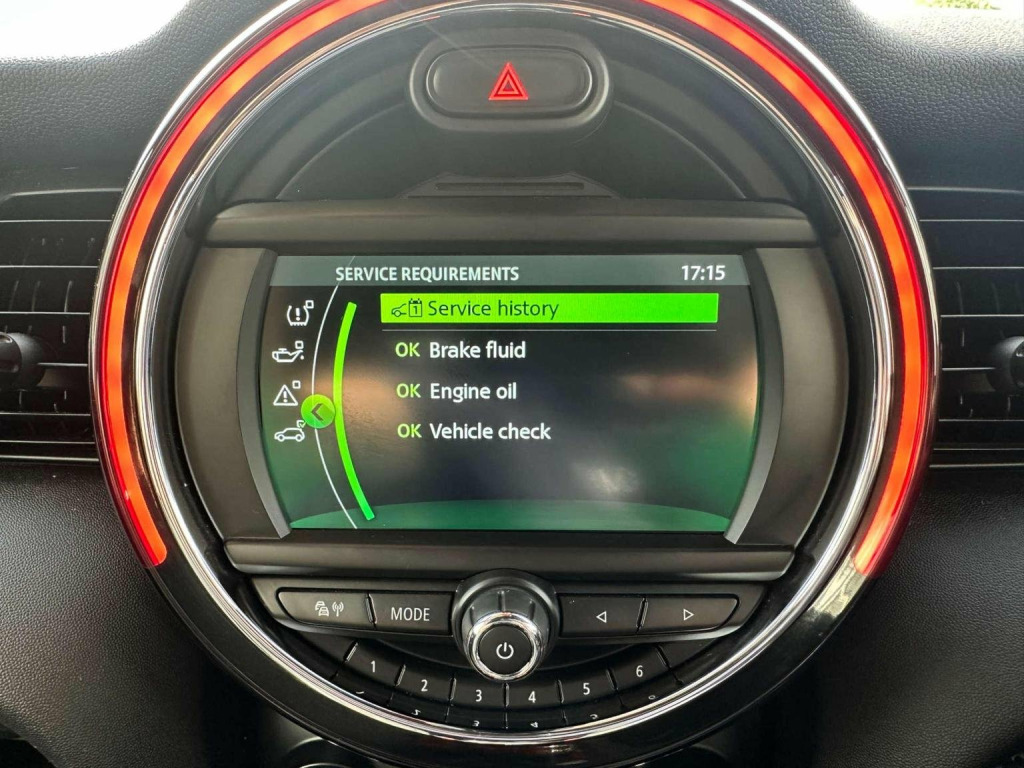 SERVICE REQUIREMENTS 17:15
1 Service history
OK Brake fluid
OK Engine oil
OK Vehicle check
MODE
1 2 3 4 5 6